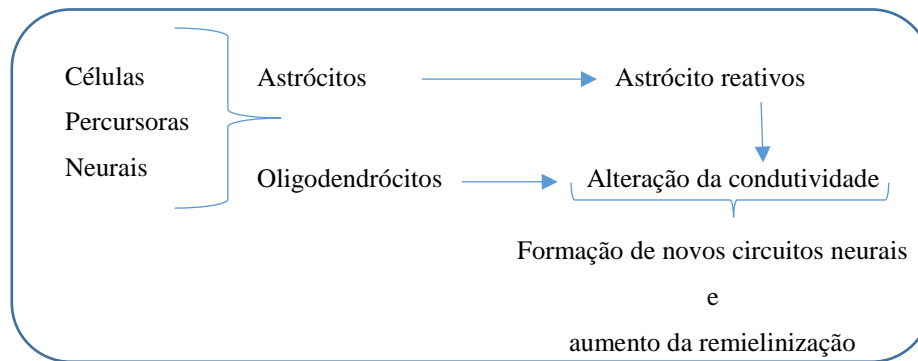 Células
Percursoras
Neurais
Astrócitos
Astrócito reativos
Oligodendrócitos
Alteração da condutividade
Formação de novos circuitos neurais
e
aumento da remielinização